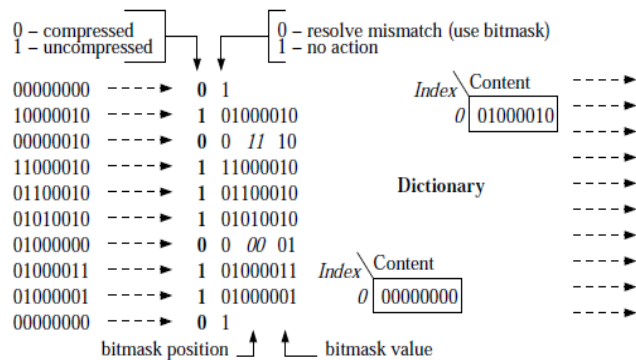 0 – compressed
1 – uncompressed
0 – resolve mismatch (use bitmask)
1 – no action
00000000 0 1
10000010 1 01000010
00000010 0 0 11 10
11000010 1 11000010
01100010 1 01100010
01010010 1 01010010
01000000 0 0 00 01
01000011 1 01000011
01000001 1 01000001
00000000 0 1
bitmask position
bitmask value
Index Content
0 01000010
Dictionary
Index Content
0 00000000